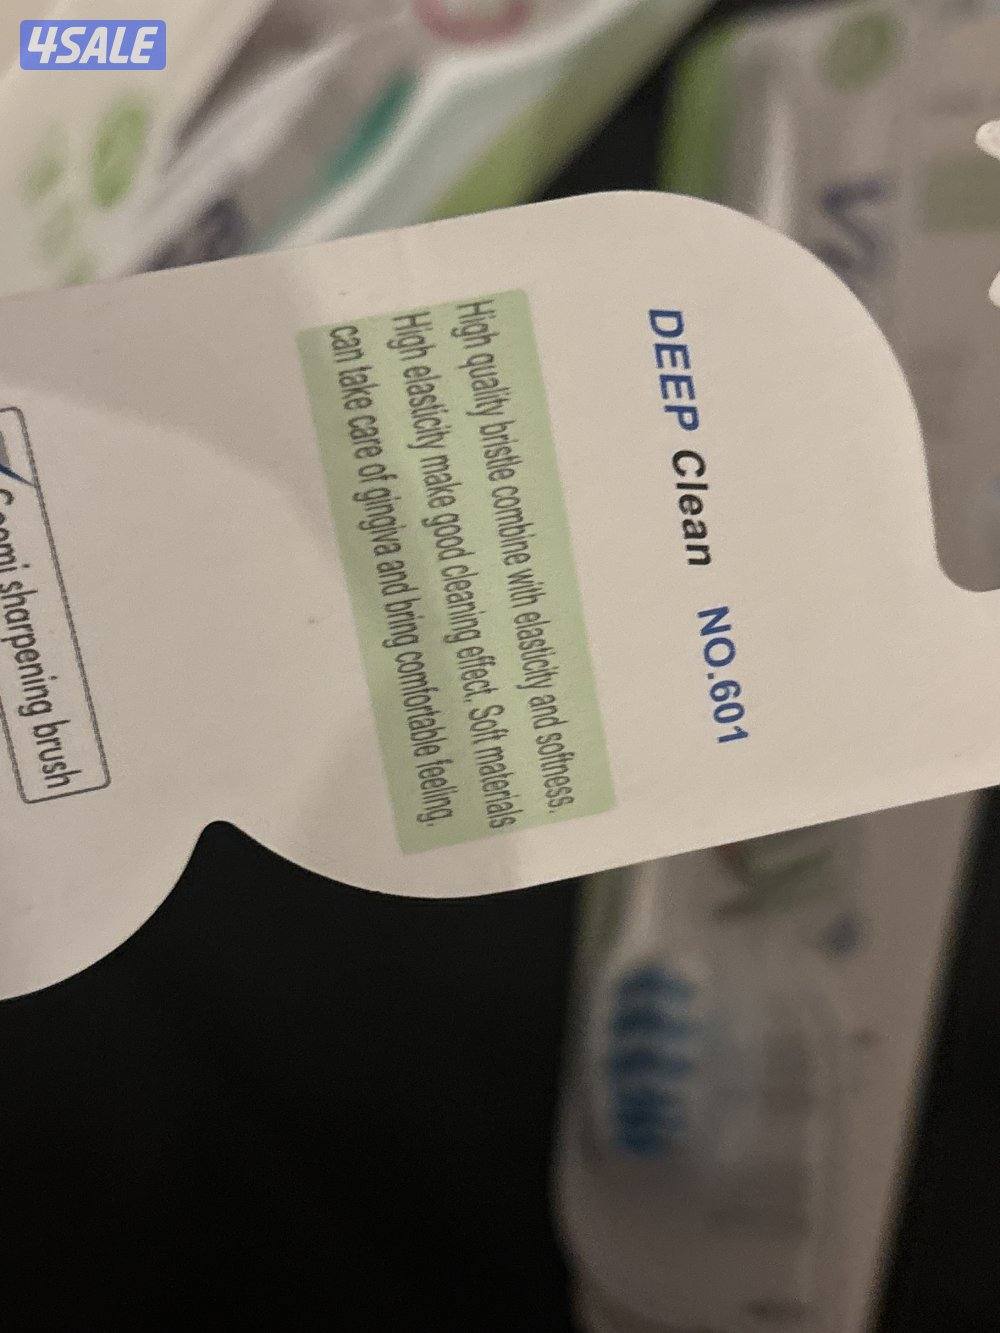 4SALE
DEEP Clean NO.601
High quality bristle combine with elasticity and softness.
High elasticity make good cleaning effect. Soft materials
can take care of gingiva and bring comfortable feeling.
sharpening brush